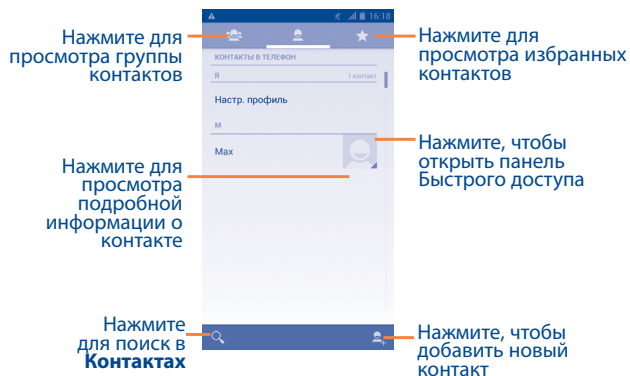 16:18
Нажмите для
просмотра группы
контактов
Нажмите для
просмотра избранных
контактов
КОНТАКТЫ В ТЕЛЕФОН
Я
1 контакт
Настр. профиль
М
Max
Нажмите, чтобы
открыть панель
Быстрого доступа
Нажмите для
просмотра
подробной
информации о
контакте
Нажмите
для поиск в
Контактах
Нажмите, чтобы
добавить новый
контакт